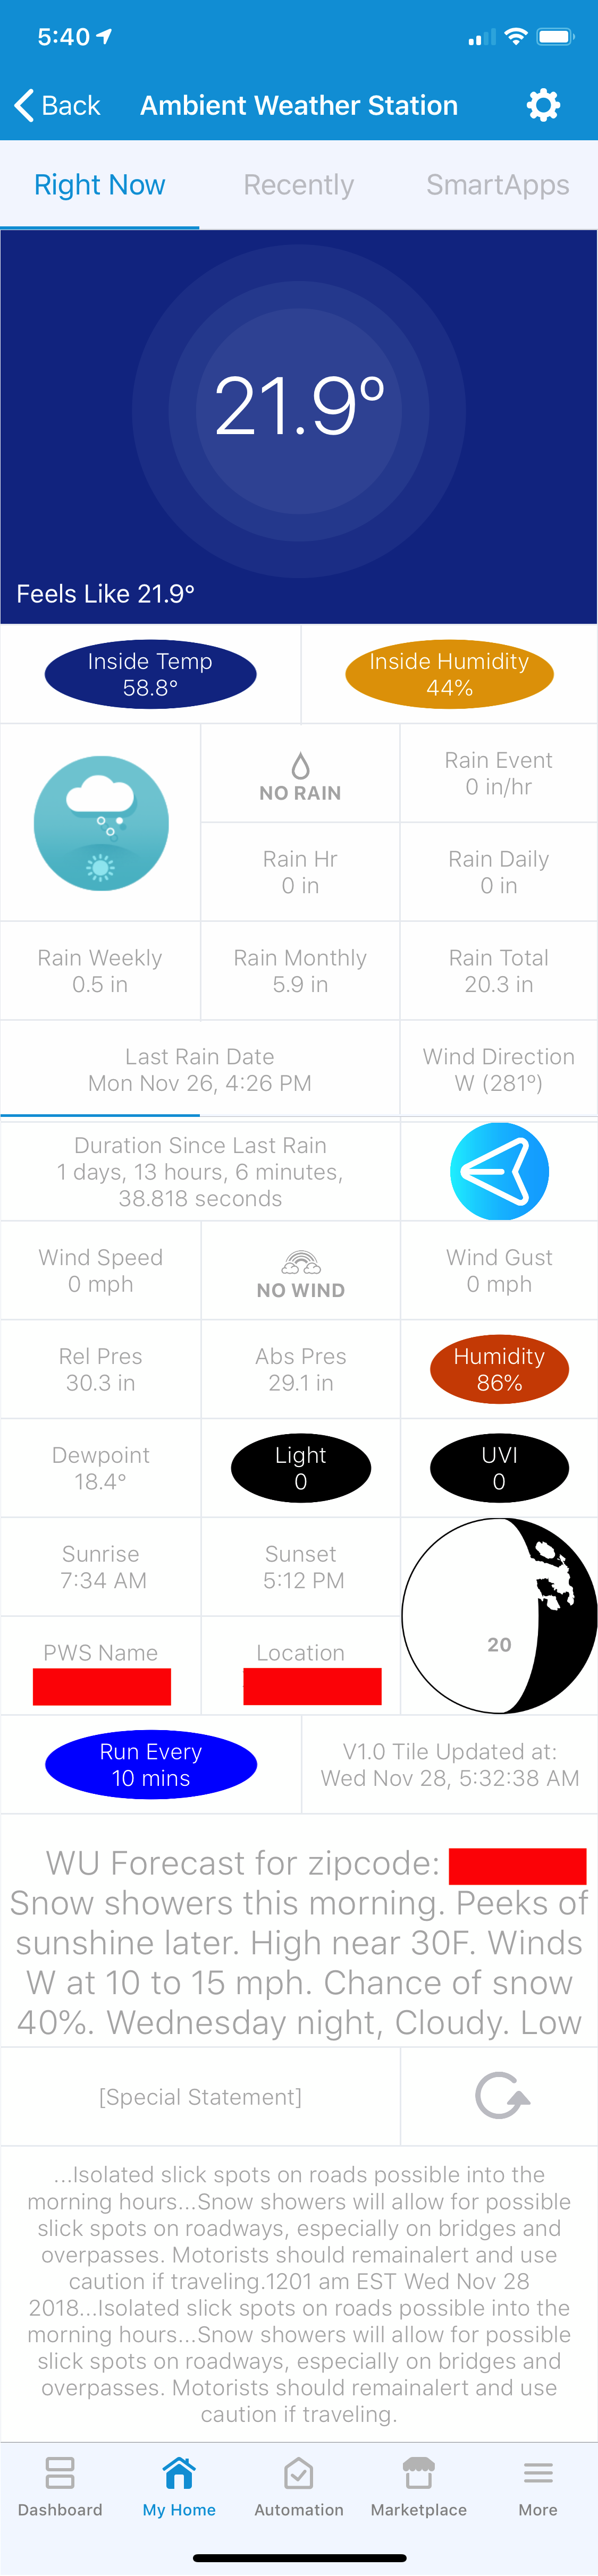 5:40
Back
Ambient Weather Station
Right Now
Recently
SmartApps
21.9°
Feels Like 21.9°
Inside Temp
58.8°
Inside Humidity
44%
NO RAIN
Rain Event
0 in/hr
Rain Hr
0 in
Rain Daily
0 in
Rain Weekly
0.5 in
Rain Monthly
5.9 in
Rain Total
20.3 in
Last Rain Date
Mon Nov 26, 4:26 PM
Wind Direction
W (281º)
Duration Since Last Rain
1 days, 13 hours, 6 minutes,
38.818 seconds
Wind Speed
0 mph
NO WIND
Wind Gust
0 mph
Rel Pres
30.3 in
Abs Pres
29.1 in
Humidity
86%
Dewpoint
18.4°
Light
0
UVI
0
Sunrise
7:34 AM
Sunset
5:12 PM
20
PWS Name
Location
Run Every
10 mins
V1.0 Tile Updated at:
Wed Nov 28, 5:32:38 AM
WU Forecast for zipcode:
Snow showers this morning. Peeks of
sunshine later. High near 30F. Winds
W at 10 to 15 mph. Chance of snow
40%. Wednesday night, Cloudy. Low
[Special Statement]
...Isolated slick spots on roads possible into the
morning hours...Snow showers will allow for possible
slick spots on roadways, especially on bridges and
overpasses. Motorists should remainalert and use
caution if traveling.1201 am EST Wed Nov 28
2018...Isolated slick spots on roads possible into the
morning hours...Snow showers will allow for possible
slick spots on roadways, especially on bridges and
overpasses. Motorists should remainalert and use
caution if traveling.
Dashboard
My Home
Automation
Marketplace
More